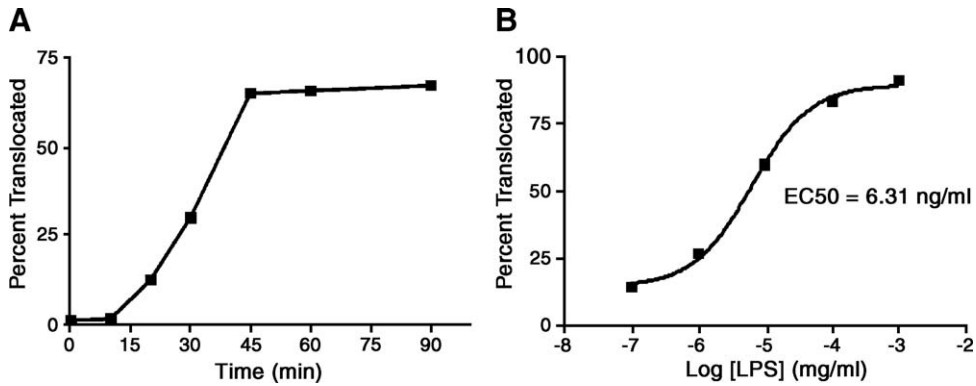 A
75
50
25
0
Percent Translocated
0 15 30 45 60 75 90
Time (min)
B
100
75
50
25
0
Percent Translocated
EC50 = 6.31 ng/ml
-8 -7 -6 -5 -4 -3 -2
Log [LPS] (mg/ml)